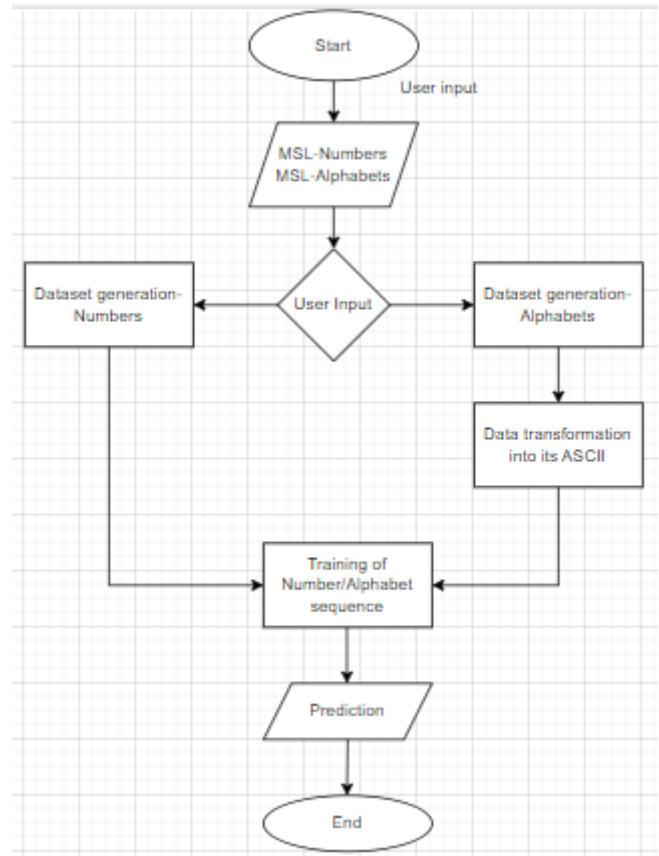 Start
User input
MSL-Numbers
MSL-Alphabets
Dataset generation-
Numbers
User Input
Dataset generation-
Alphabets
Data transformation
into its ASCII
Training of
Number/Alphabet
sequence
Prediction
End